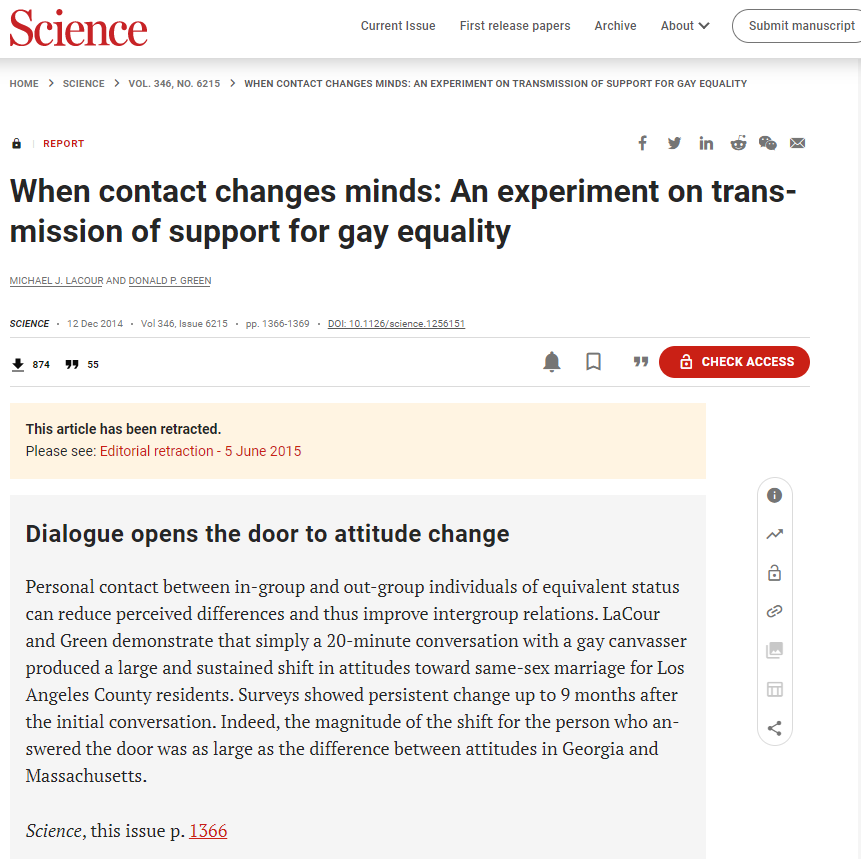 Science
Current Issue First release papers Archive About Submit manuscript
HOME > SCIENCE > VOL. 346, NO. 6215 > WHEN CONTACT CHANGES MINDS: AN EXPERIMENT ON TRANSMISSION OF SUPPORT FOR GAY EQUALITY
REPORT
When contact changes minds: An experiment on trans-
mission of support for gay equality
MICHAEL J. LACOUR AND DONALD P. GREEN
SCIENCE · 12 Dec 2014 · Vol 346, Issue 6215 · pp. 1366-1369 · DOI: 10.1126/science.1256151
874 55 CHECK ACCESS
This article has been retracted.
Please see: Editorial retraction - 5 June 2015
Dialogue opens the door to attitude change
Personal contact between in-group and out-group individuals of equivalent status
can reduce perceived differences and thus improve intergroup relations. LaCour
and Green demonstrate that simply a 20-minute conversation with a gay canvasser
produced a large and sustained shift in attitudes toward same-sex marriage for Los
Angeles County residents. Surveys showed persistent change up to 9 months after
the initial conversation. Indeed, the magnitude of the shift for the person who an-
swered the door was as large as the difference between attitudes in Georgia and
Massachusetts.
Science, this issue p. 1366